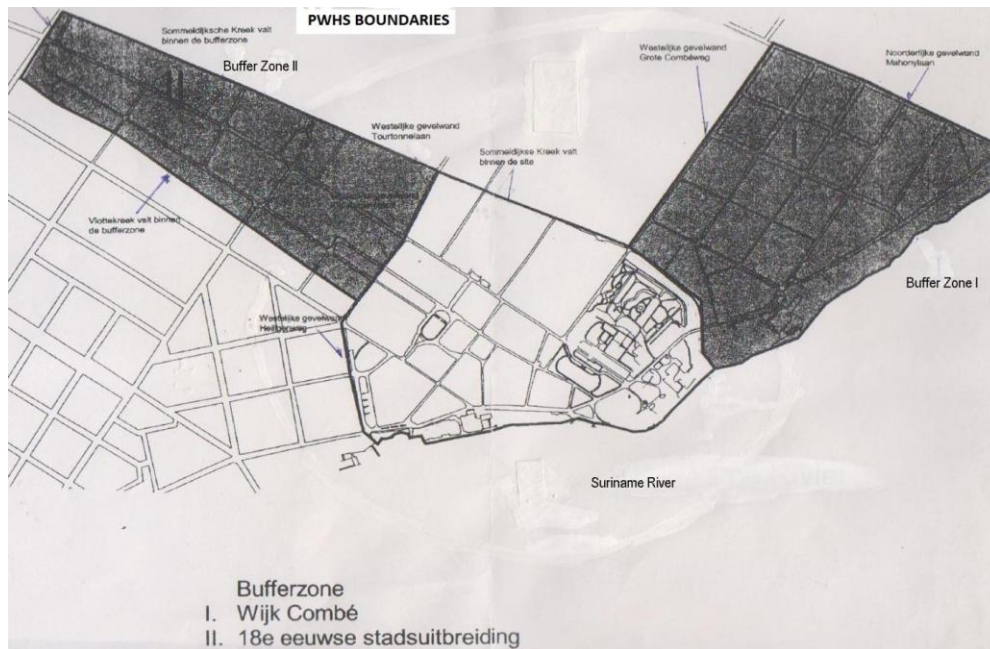 PWHS BOUNDARIES
Sommeldijksche Kreek valt
binnen de bufferzone
Buffer Zone II
II
Westelijke gevelwand
Grote Combéweg
Noorderlijke gevelwand
Mahonylaan
I
Westelijke gevelwand
Tourtonnelaan
Sommeldijkse Kreek valt
binnen de site
Vlottekreek valt binnen
de bufferzone
Buffer Zone I
Westelijke gevelwand
Heiligenweg
Suriname River
Bufferzone
I. Wijk Combé
II. 18e eeuwse stadsuitbreiding